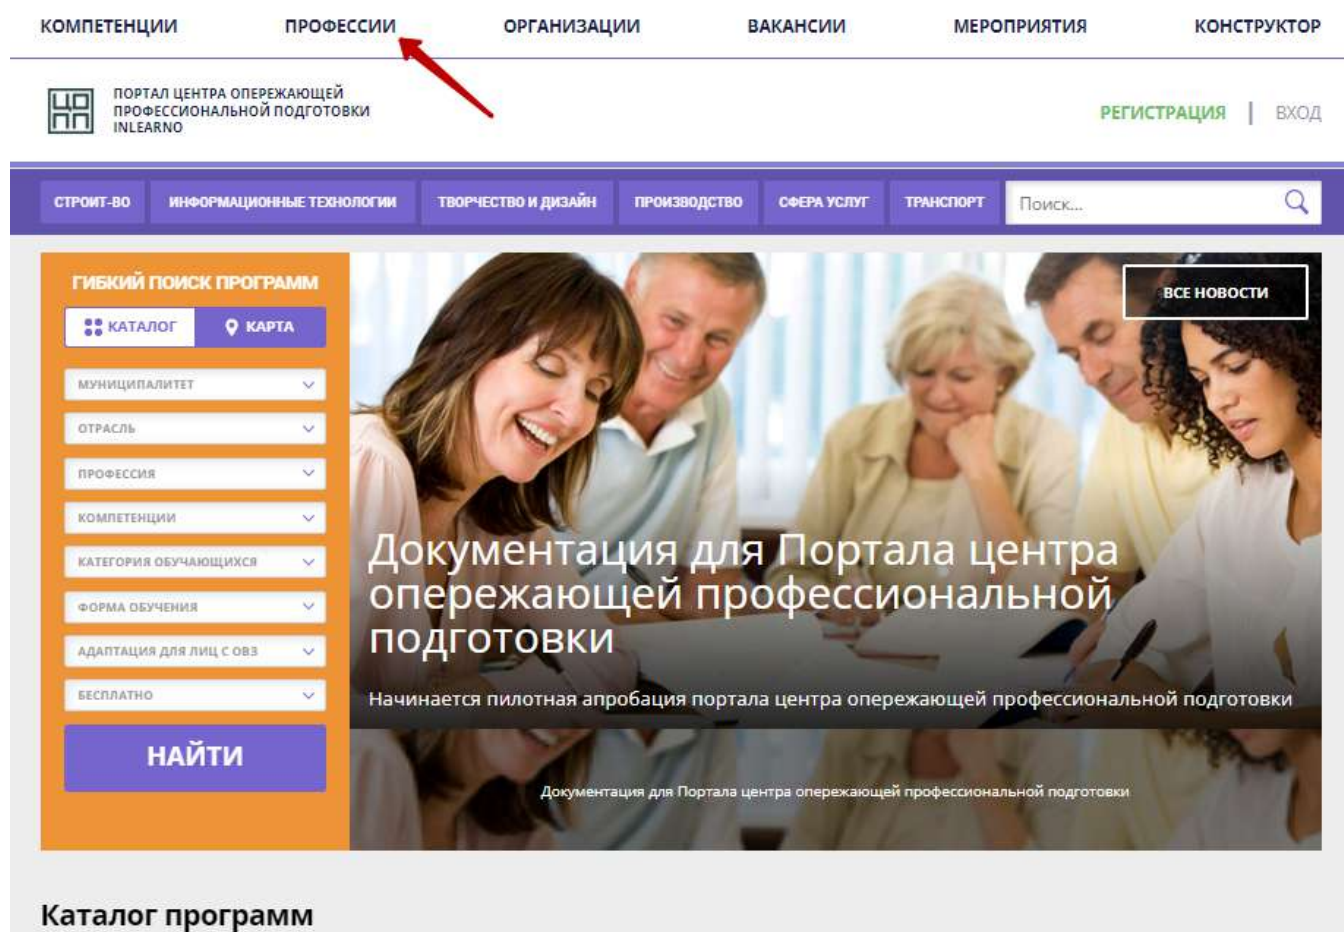 КОМПЕТЕНЦИИ ПРОФЕССИИ ОРГАНИЗАЦИИ ВАКАНСИИ МЕРОПРИЯТИЯ КОНСТРУКТОР
ЦО
ПП
ПОРТАЛ ЦЕНТРА ОПЕРЕЖАЮЩЕЙ
ПРОФЕССИОНАЛЬНОЙ ПОДГОТОВКИ
INLEARNO
РЕГИСТРАЦИЯ | ВХОД
СТРОИТ-ВО ИНФОРМАЦИОННЫЕ ТЕХНОЛОГИИ ТВОРЧЕСТВО И ДИЗАЙН ПРОИЗВОДСТВО СФЕРА УСЛУГ ТРАНСПОРТ Поиск...
ГИБКИЙ ПОИСК ПРОГРАММ
КАТАЛОГ КАРТА
МУНИЦИПАЛИТЕТ
ОТРАСЛЬ
ПРОФЕССИЯ
КОМПЕТЕНЦИИ
КАТЕГОРИЯ ОБУЧАЮЩИХСЯ
ФОРМА ОБУЧЕНИЯ
АДАПТАЦИЯ ДЛЯ ЛИЦ С ОВЗ
БЕСПЛАТНО
НАЙТИ
ВСЕ НОВОСТИ
Документация для Портала центра
опережающей профессиональной
подготовки
Начинается пилотная апробация портала центра опережающей профессиональной подготовки
Документация для Портала центра опережающей профессиональной подготовки
Каталог программ